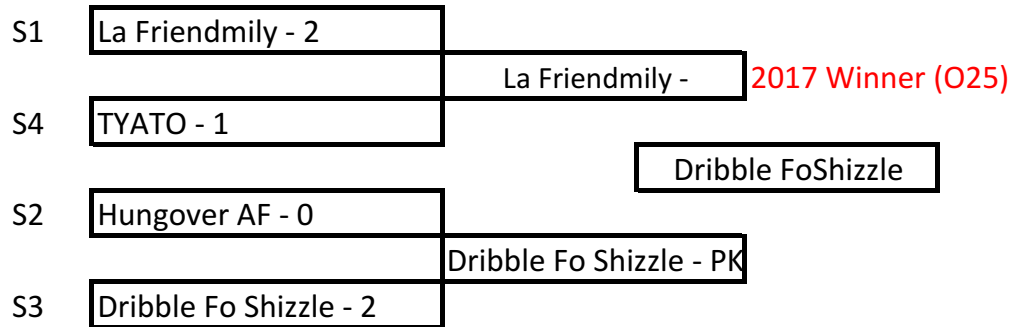 S1 La Friendmily - 2
La Friendmily - 2017 Winner (O25)
S4 TYATO - 1
Dribble FoShizzle
S2 Hungover AF - 0
Dribble Fo Shizzle - PK
S3 Dribble Fo Shizzle - 2